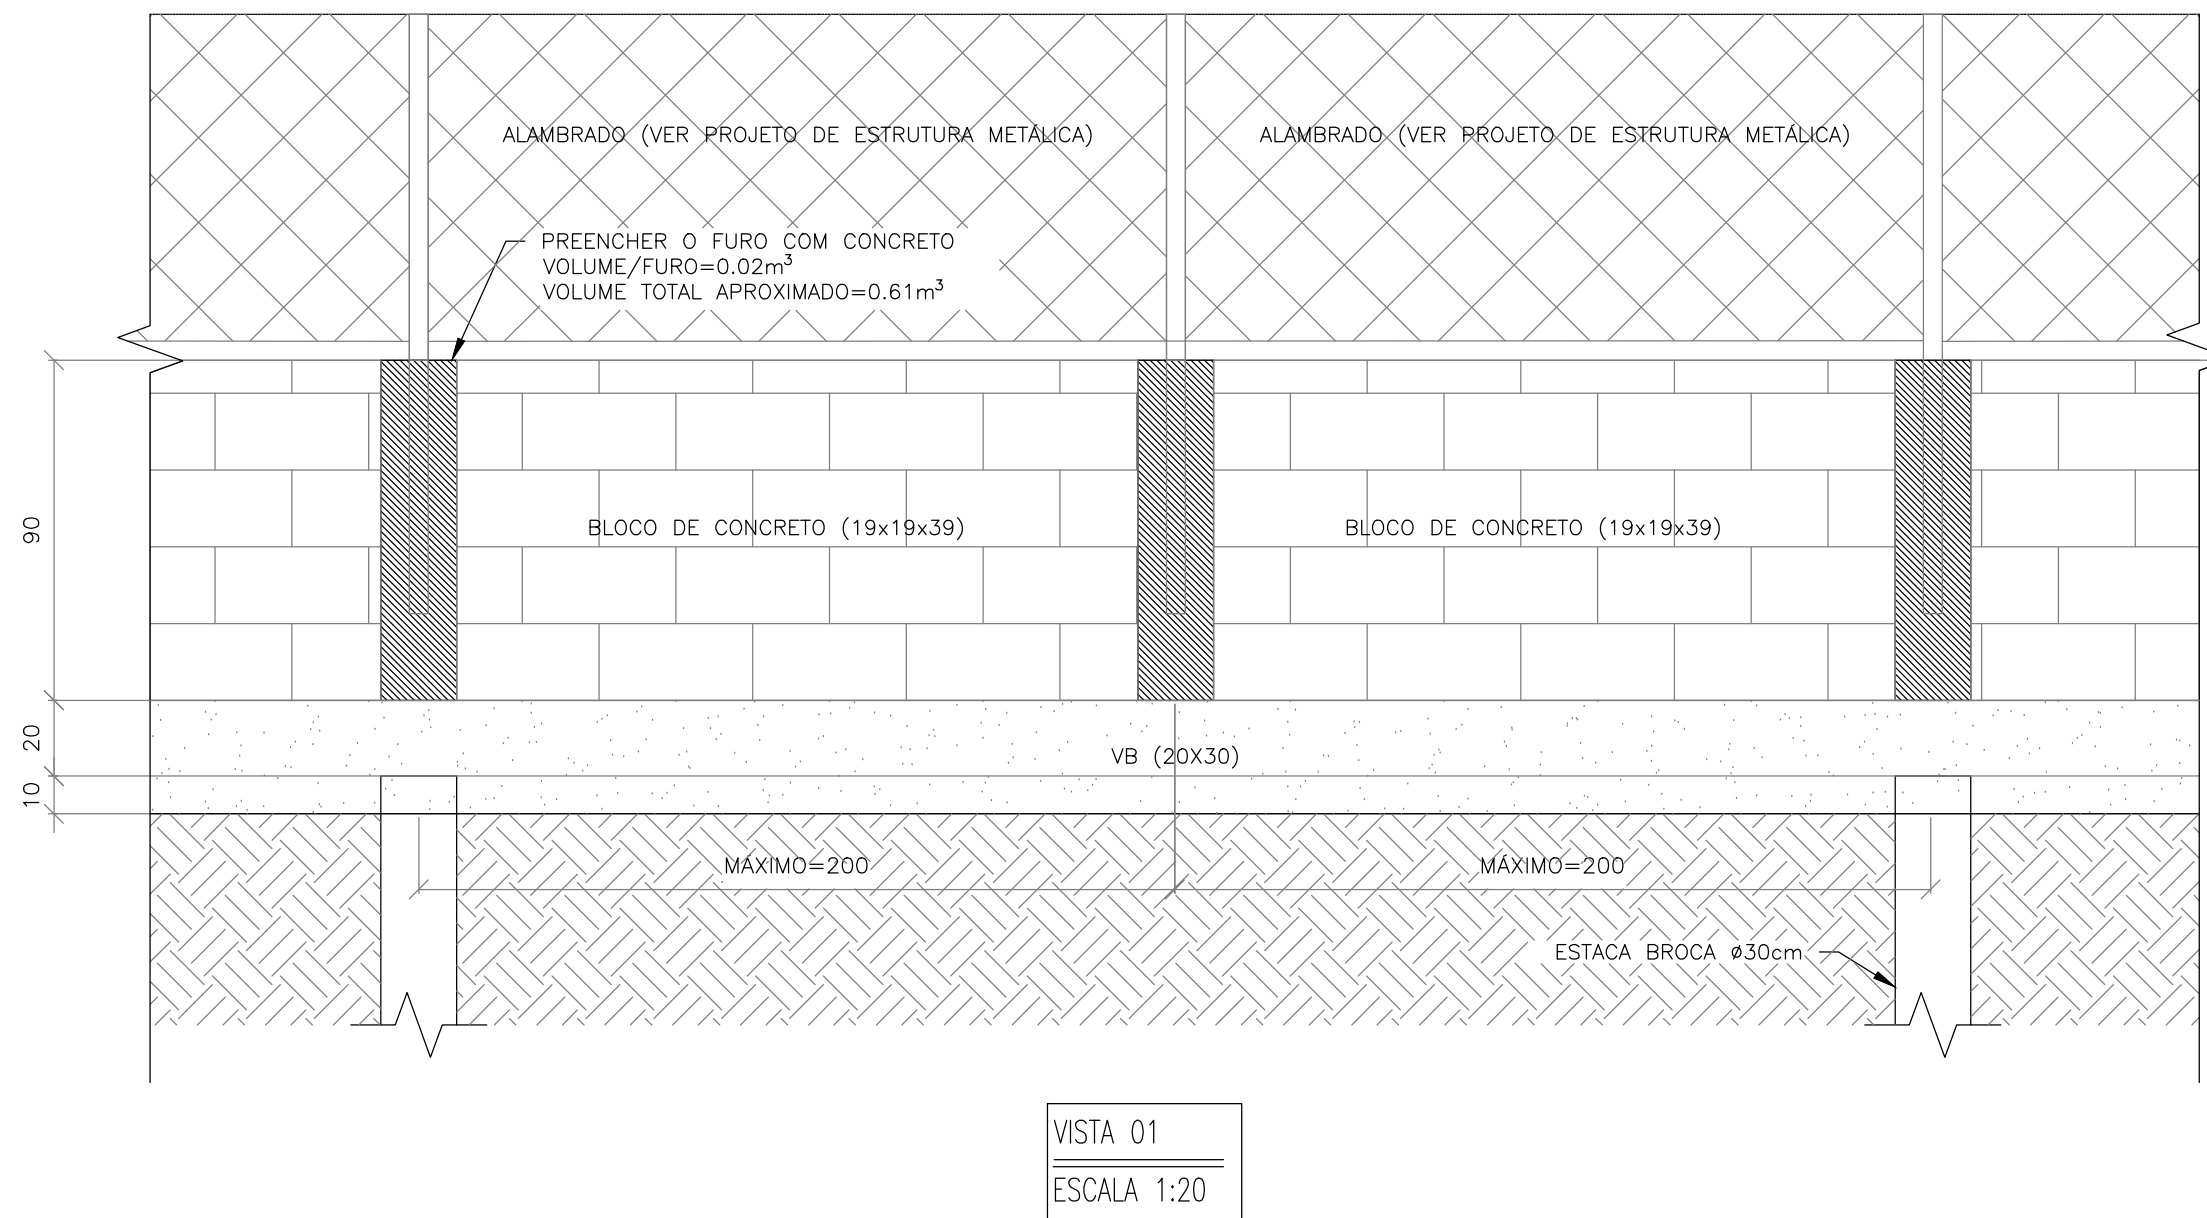 ALAMBRADO (VER PROJETO DE ESTRUTURA METÁLICA)
ALAMBRADO (VER PROJETO DE ESTRUTURA METÁLICA)
PREENCHER O FURO COM CONCRETO
VOLUME/FURO=0.02m³
VOLUME TOTAL APROXIMADO=0.61m³
90
BLOCO DE CONCRETO (19x19x39)
BLOCO DE CONCRETO (19x19x39)
20
VB (20X30)
10
MÁXIMO=200
MÁXIMO=200
ESTACA BROCA ø30cm
VISTA 01
ESCALA 1:20